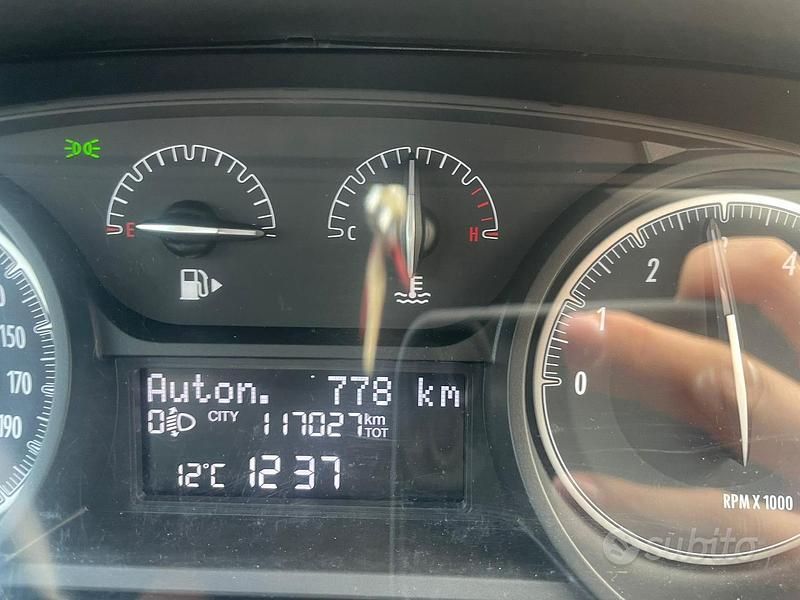 E
C H
150
170
190
0 1 2 3 4
RPM X 1000
Auton. 778 km
0 CITY 117027 km TOT
12°C 12 37
subito